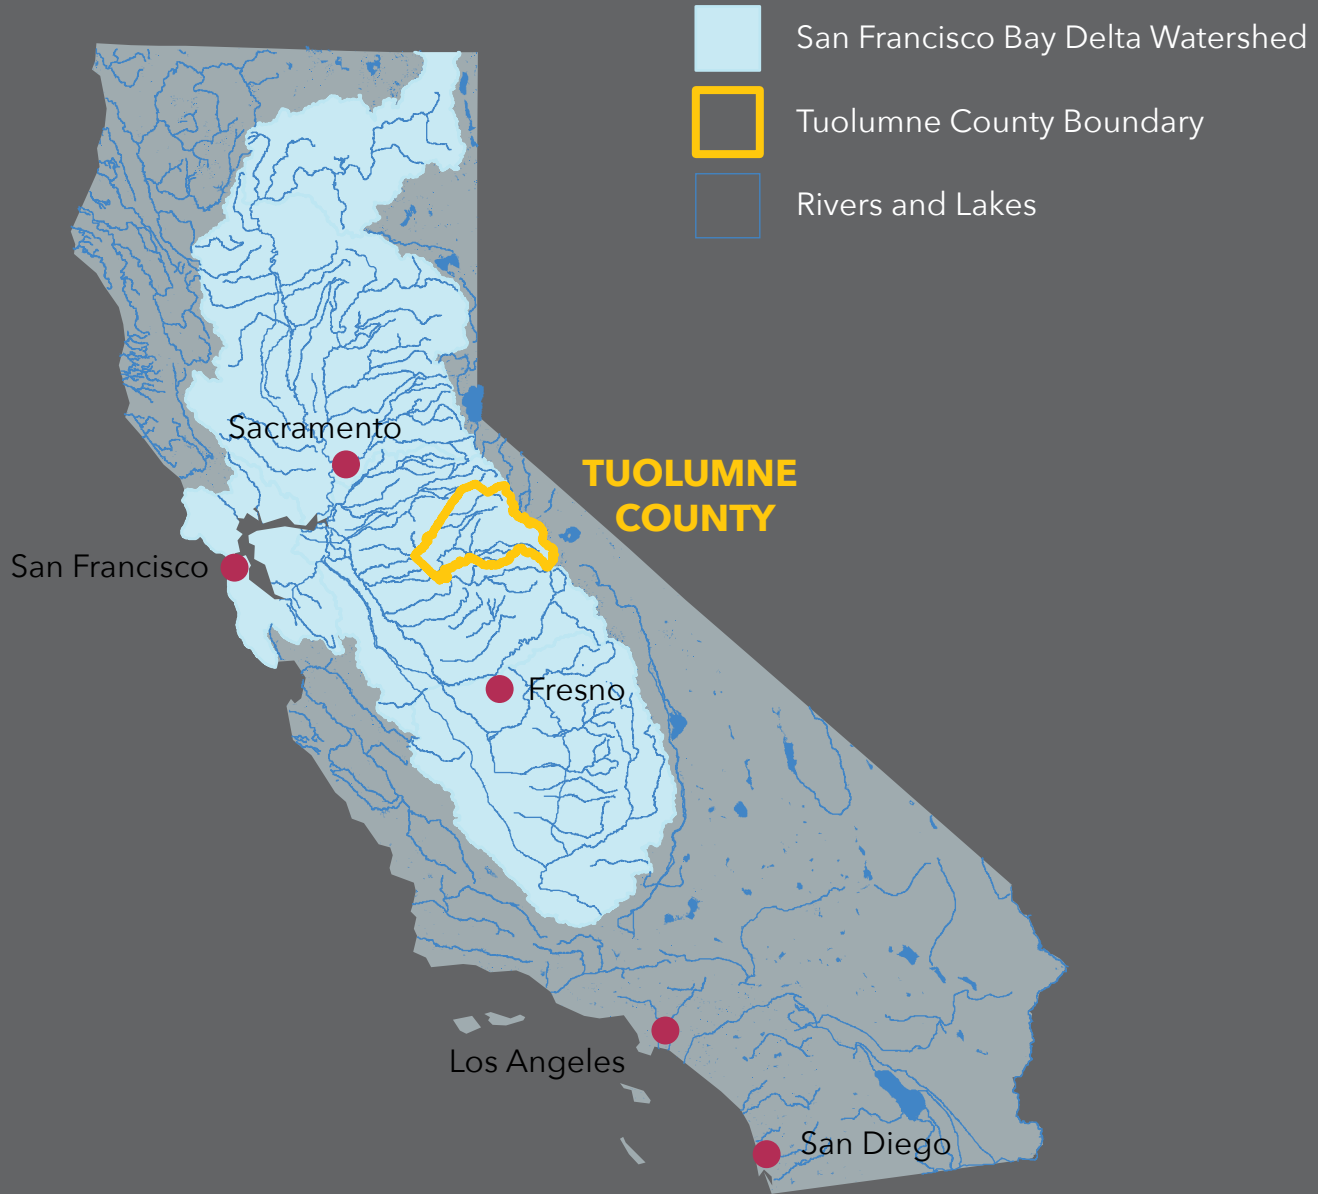 San Francisco Bay Delta Watershed
Tuolumne County Boundary
Rivers and Lakes
Sacramento
TUOLUMNE
COUNTY
San Francisco
Fresno
Los Angeles
San Diego